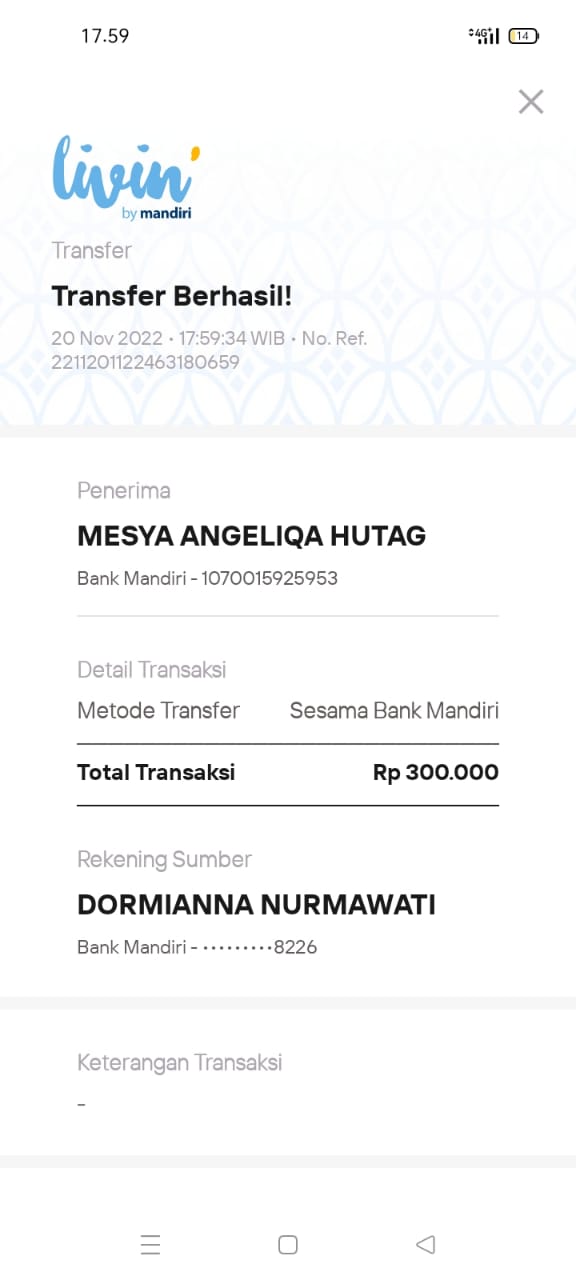 17.59
4G+ 14
livin'
by mandiri
Transfer
Transfer Berhasil!
20 Nov 2022 • 17:59:34 WIB • No. Ref.
2211201122463180659
Penerima
MESYA ANGELIQA HUTAG
Bank Mandiri - 1070015925953
Detail Transaksi
Metode Transfer Sesama Bank Mandiri
Total Transaksi Rp 300.000
Rekening Sumber
DORMIANNA NURMAWATI
Bank Mandiri - •••••••••8226
Keterangan Transaksi
-